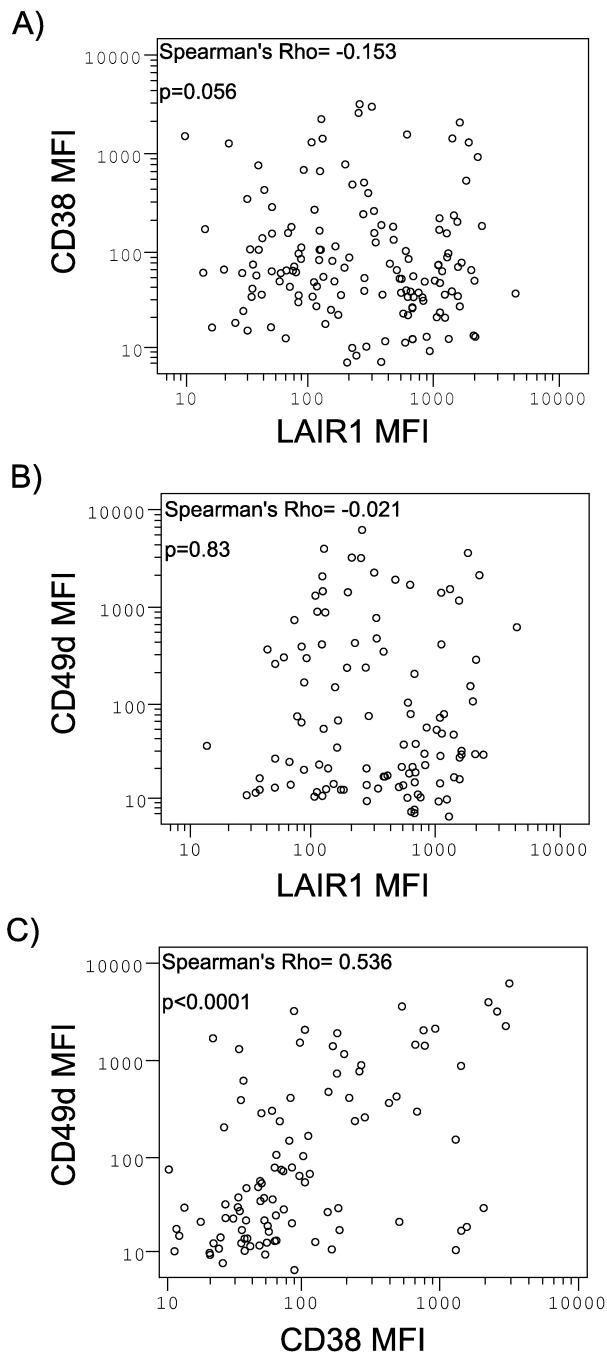 A)
Spearman's Rho= -0.153
p=0.056
CD38 MFI
10000
1000
100
10
10 100 1000 10000
LAIR1 MFI
B)
Spearman's Rho= -0.021
p=0.83
CD49d MFI
10000
1000
100
10
10 100 1000 10000
LAIR1 MFI
C)
Spearman's Rho= 0.536
p<0.0001
CD49d MFI
10000
1000
100
10
10 100 1000 10000
CD38 MFI